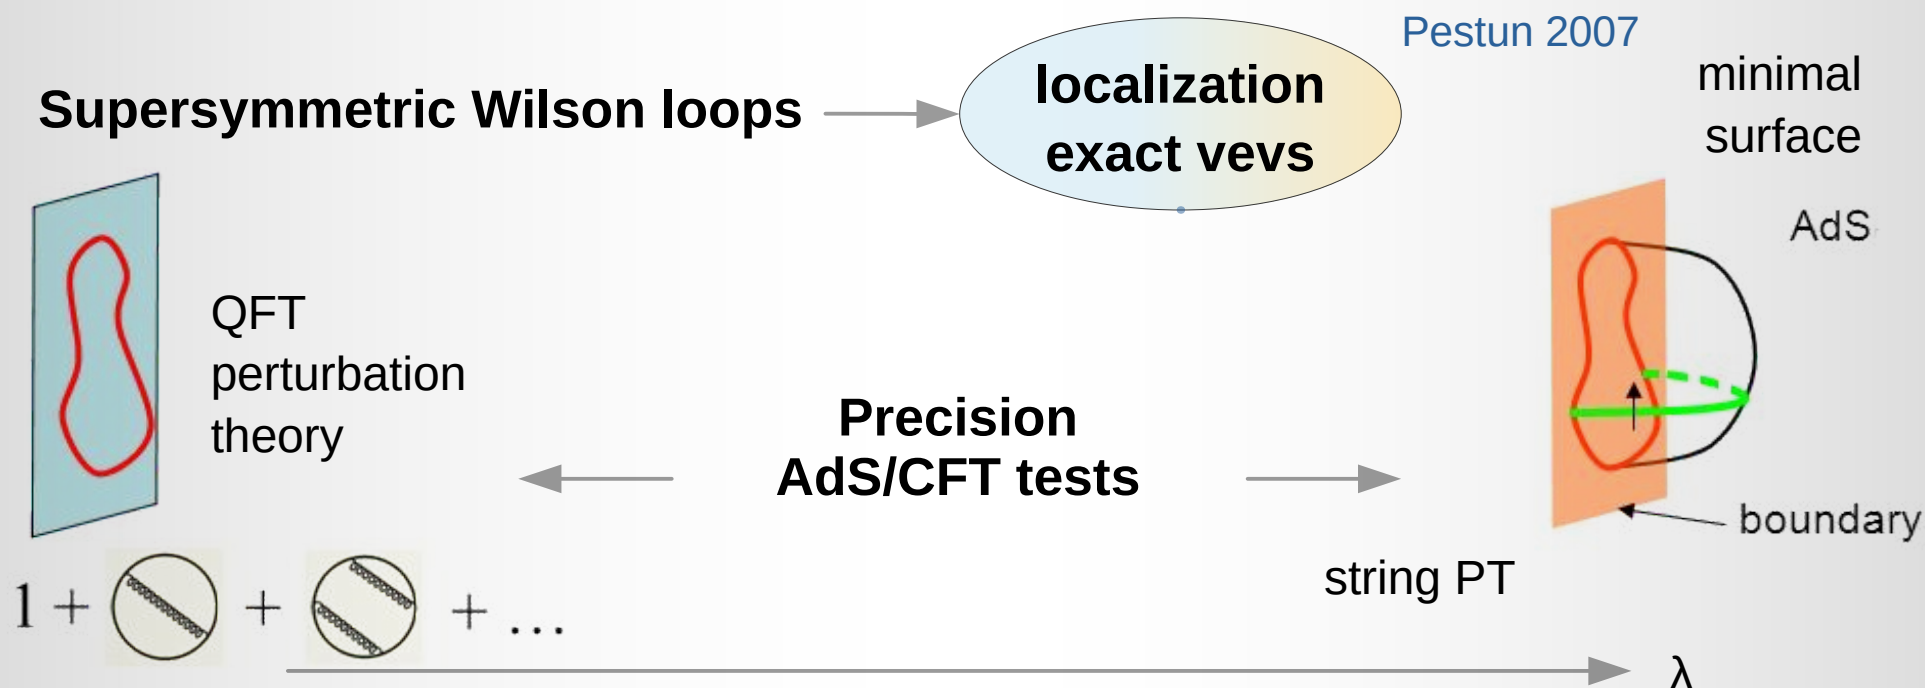 Pestun 2007
Supersymmetric Wilson loops
localization
exact vevs
minimal
surface
AdS
QFT
perturbation
theory
Precision
AdS/CFT tests
boundary
string PT
1 + + + ...
λ